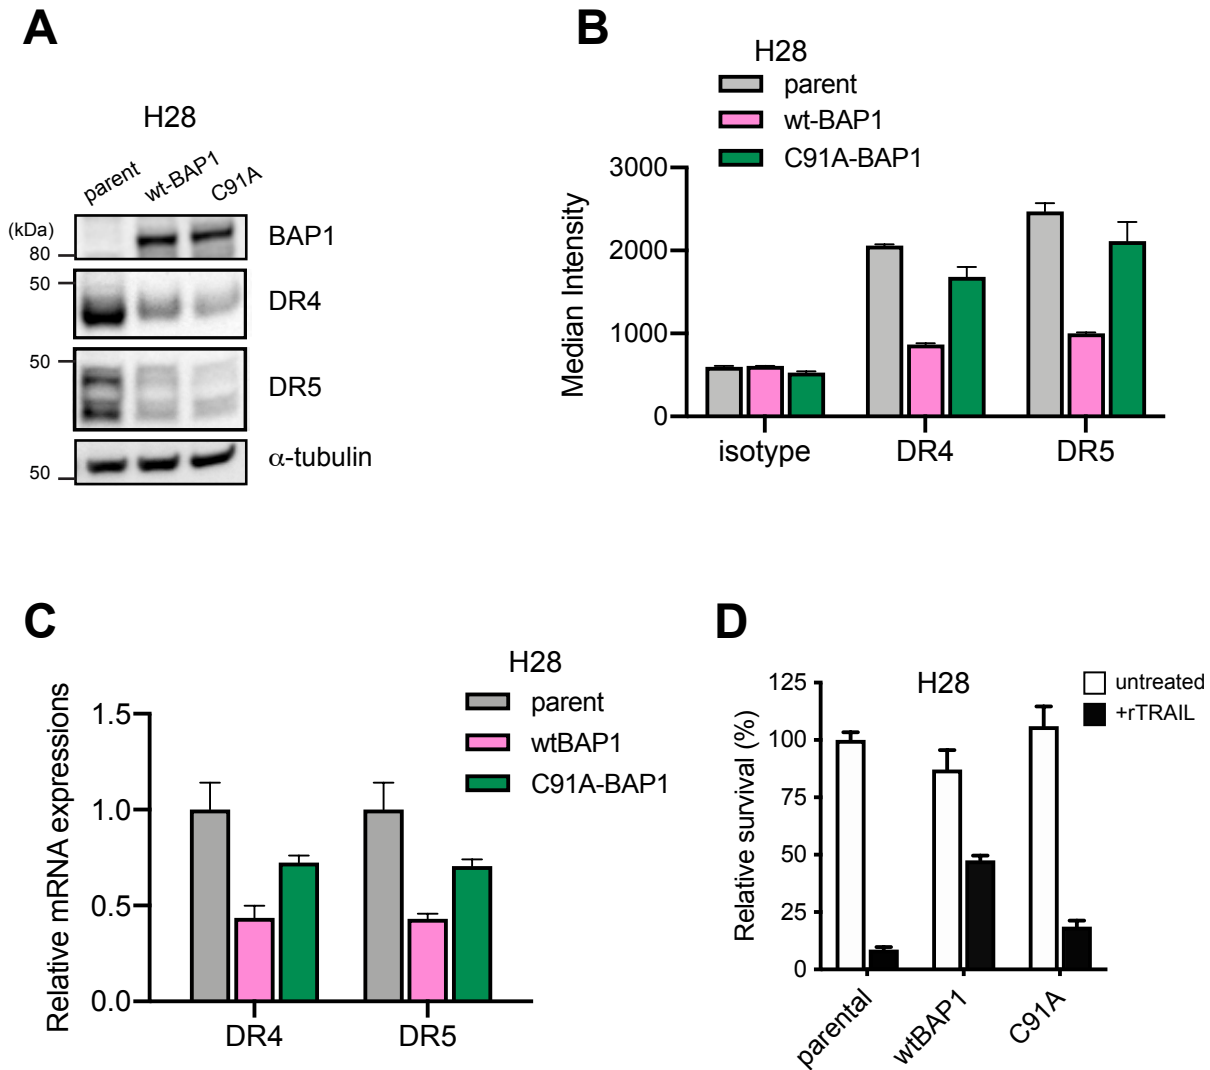 A
H28
parent
wt-BAP1
C91A
(kDa)
80
BAP1
50
DR4
50
DR5
50
α-tubulin
B
H28
parent
wt-BAP1
C91A-BAP1
Median Intensity
3000
2000
1000
0
isotype
DR4
DR5
C
H28
parent
wtBAP1
C91A-BAP1
Relative mRNA expressions
1.5
1.0
0.5
0.0
DR4
DR5
D
H28
untreated
+rTRAIL
Relative survival (%)
125
100
75
50
25
0
parental
wtBAP1
C91A